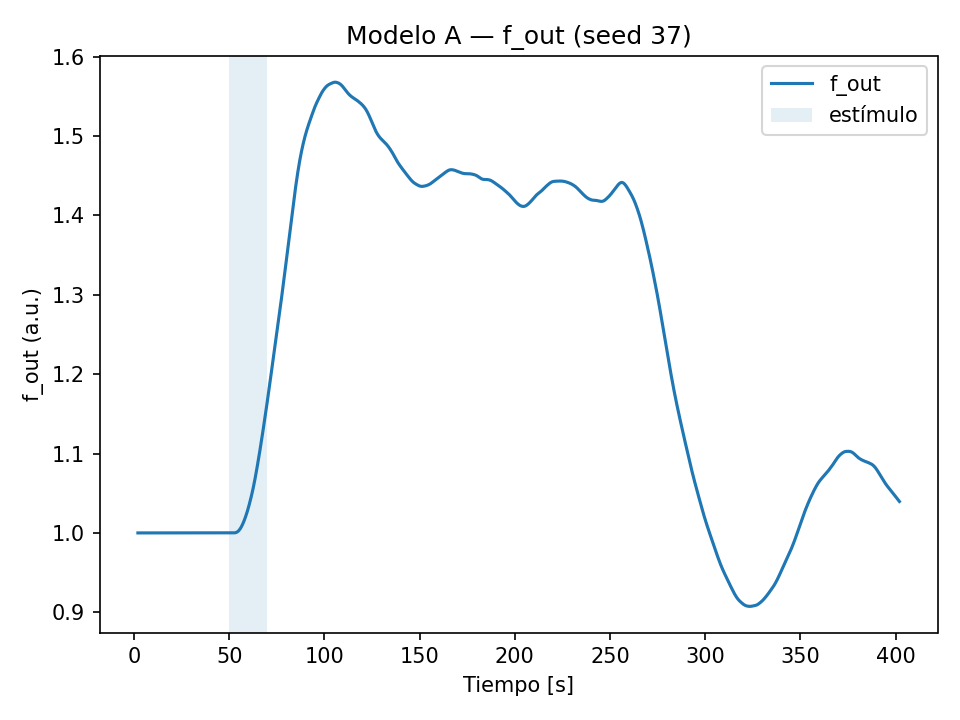 Modelo A — f_out (seed 37)
f_out
estímulo
1.6
1.5
1.4
1.3
1.2
1.1
1.0
0.9
f_out (a.u.)
0 50 100 150 200 250 300 350 400
Tiempo [s]